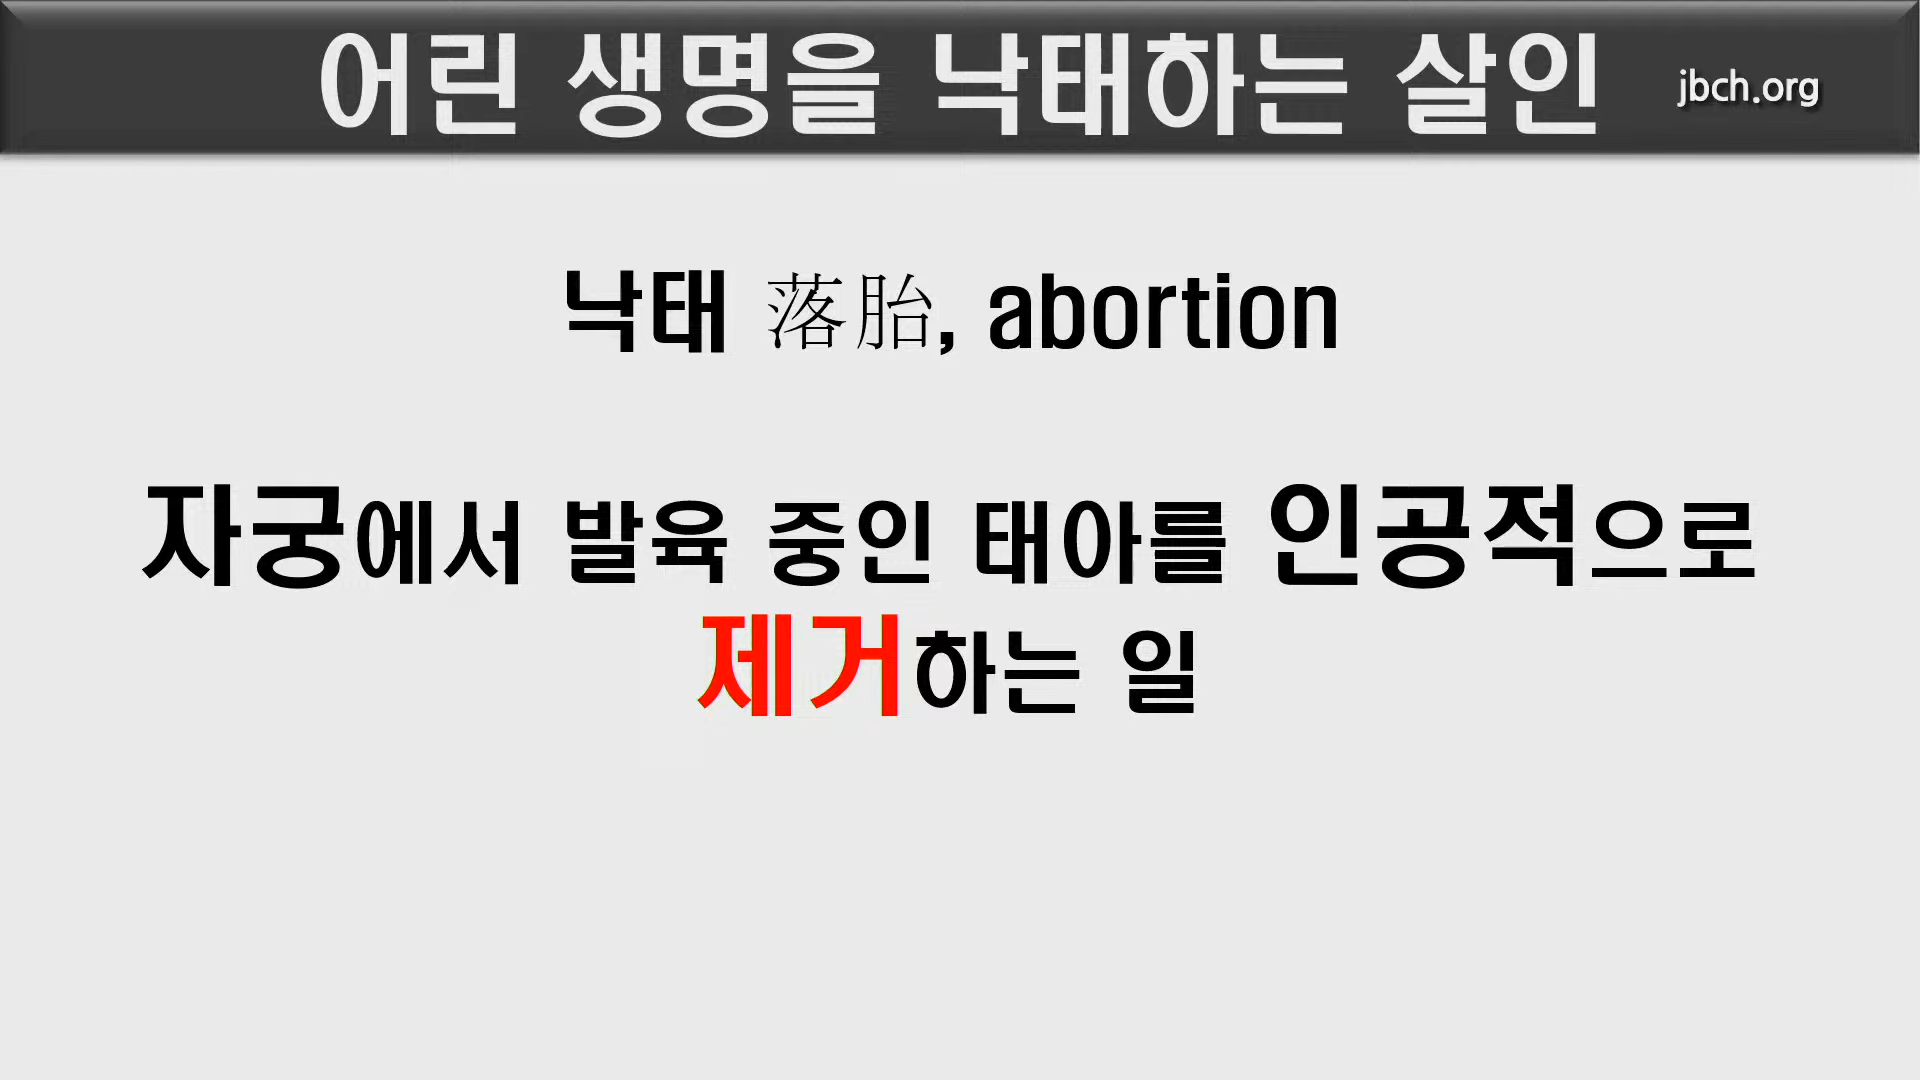 어린 생명을 낙태하는 살인 jbch.org
낙태 落胎, abortion
자궁에서 발육 중인 태아를 인공적으로
제거하는 일